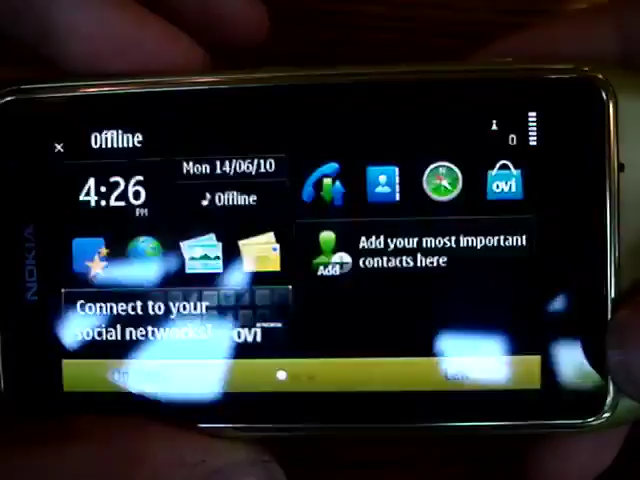 Offline
4:26
PM
Mon 14/06/10
Offline
ovi
Add
Add your most important
contacts here
Connect to your
social networks!
ovi
NOKIA